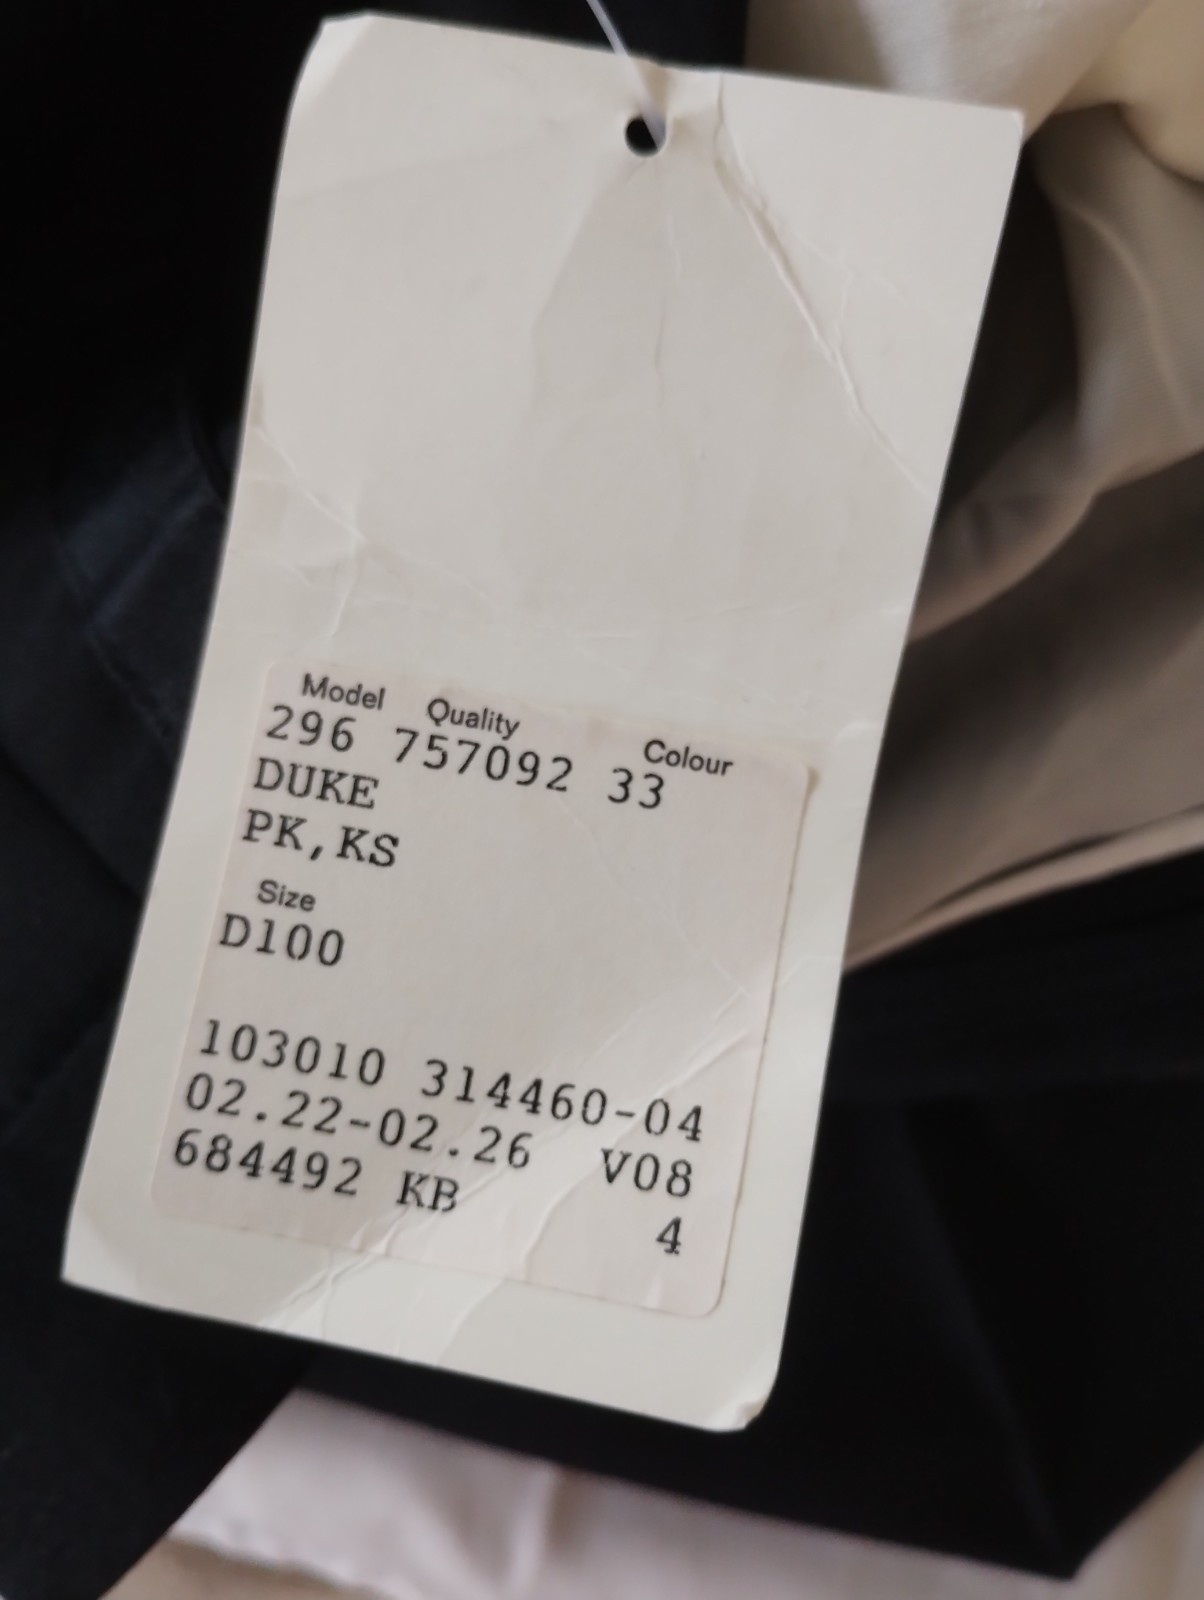 Model Quality Colour
296 757092 33
DUKE
PK,KS
Size
D100
103010 314460-04
02.22-02.26 V08
684492 KB 4